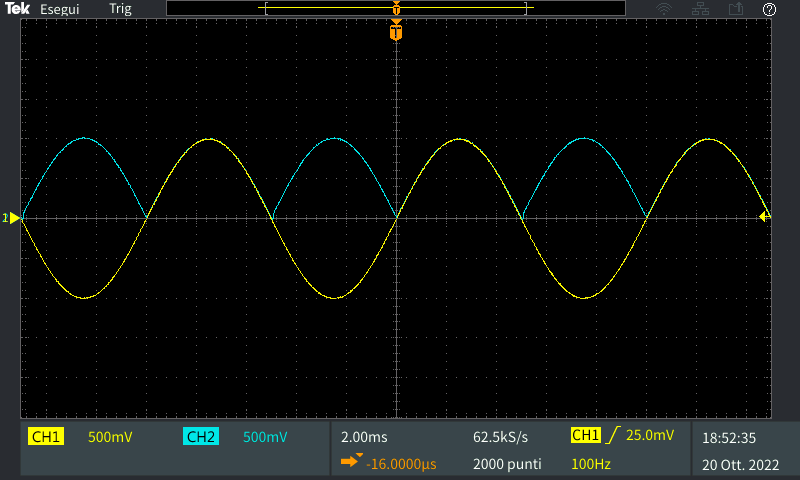 Tek Esegui Trig
T
T
1
CH1 500mV CH2 500mV 2.00ms 62.5kS/s CH1 25.0mV 18:52:35
-16.0000µs 2000 punti 100Hz 20 Ott. 2022